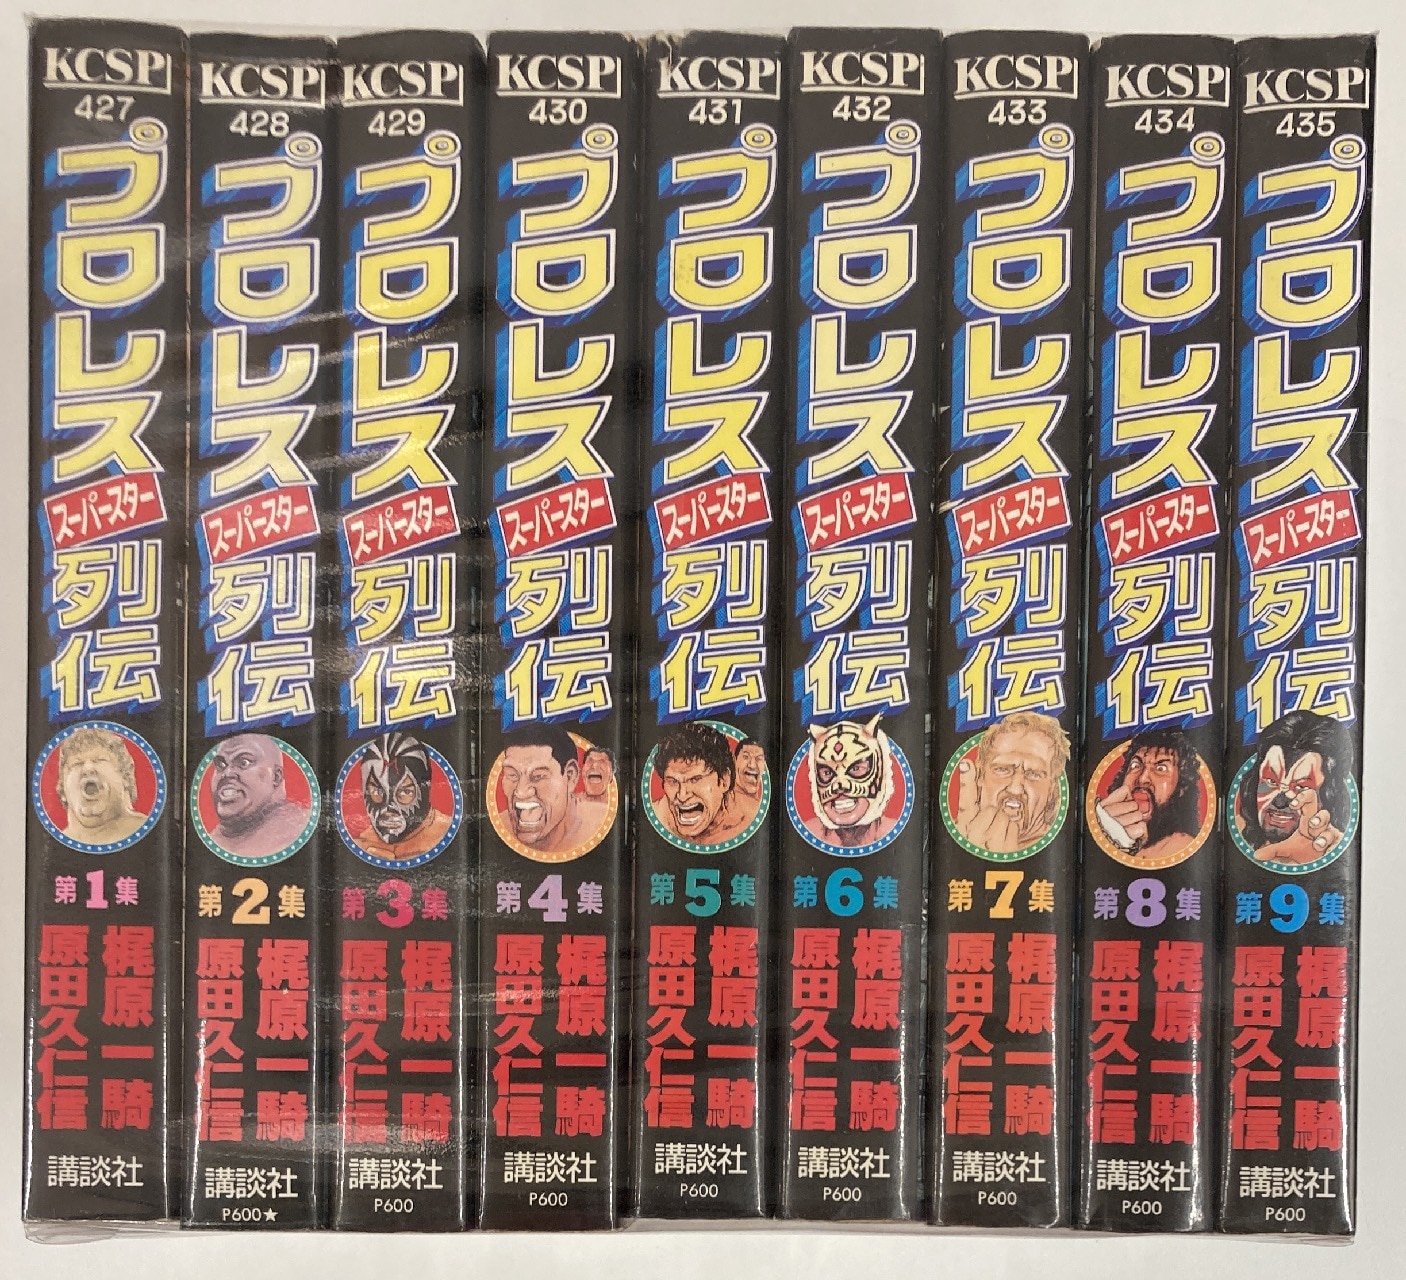 KCSP
427
プロレス
スーパースター
列伝
第1集
梶原一騎
原田久仁信
講談社
KCSP
428
プロレス
スーパースター
列伝
第2集
梶原一騎
原田久仁信
講談社
P600★
KCSP
429
プロレス
スーパースター
列伝
第3集
梶原一騎
原田久仁信
講談社
P600
KCSP
430
プロレス
スーパースター
列伝
第4集
梶原一騎
原田久仁信
講談社
P600
KCSP
431
プロレス
スーパースター
列伝
第5集
梶原一騎
原田久仁信
講談社
P600
KCSP
432
プロレス
スーパースター
列伝
第6集
梶原一騎
原田久仁信
講談社
P600
KCSP
433
プロレス
スーパースター
列伝
第7集
梶原一騎
原田久仁信
講談社
P600
KCSP
434
プロレス
スーパースター
列伝
第8集
梶原一騎
原田久仁信
講談社
P600
KCSP
435
プロレス
スーパースター
列伝
第9集
梶原一騎
原田久仁信
講談社
P600